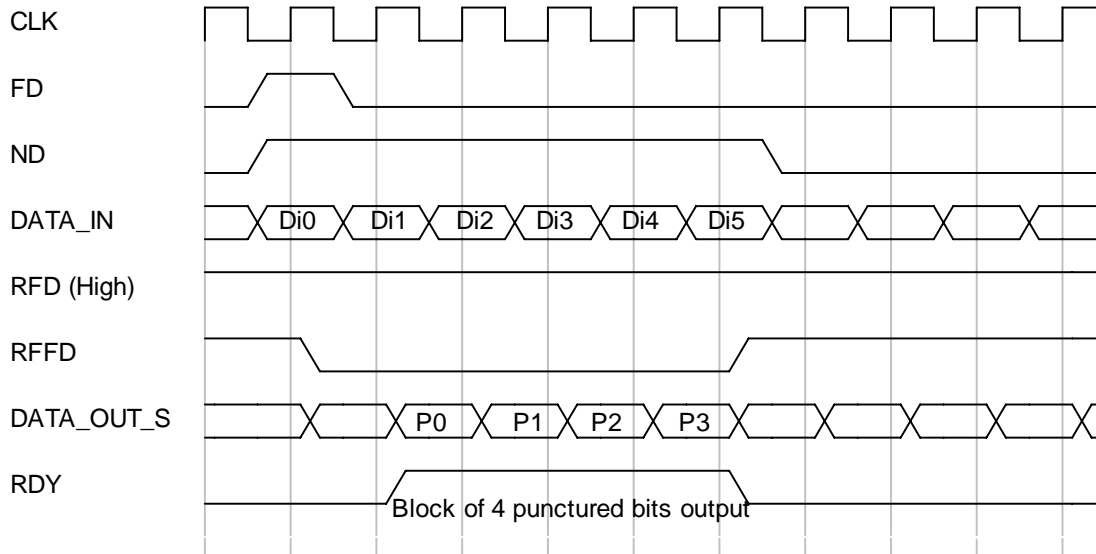 CLK
FD
ND
DATA_IN Di0 Di1 Di2 Di3 Di4 Di5
RFD (High)
RFFD
DATA_OUT_S P0 P1 P2 P3
RDY
Block of 4 punctured bits output